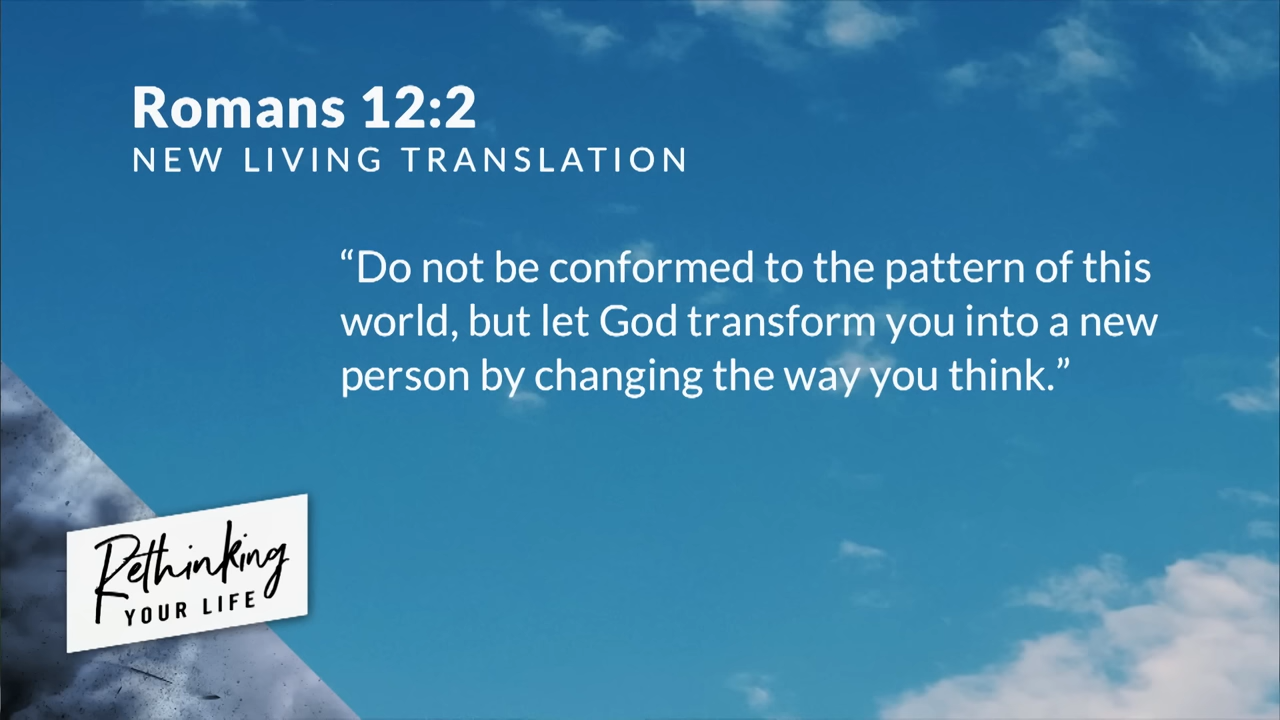 Romans 12:2
NEW LIVING TRANSLATION
“Do not be conformed to the pattern of this
world, but let God transform you into a new
person by changing the way you think.”
Rethinking
YOUR LIFE